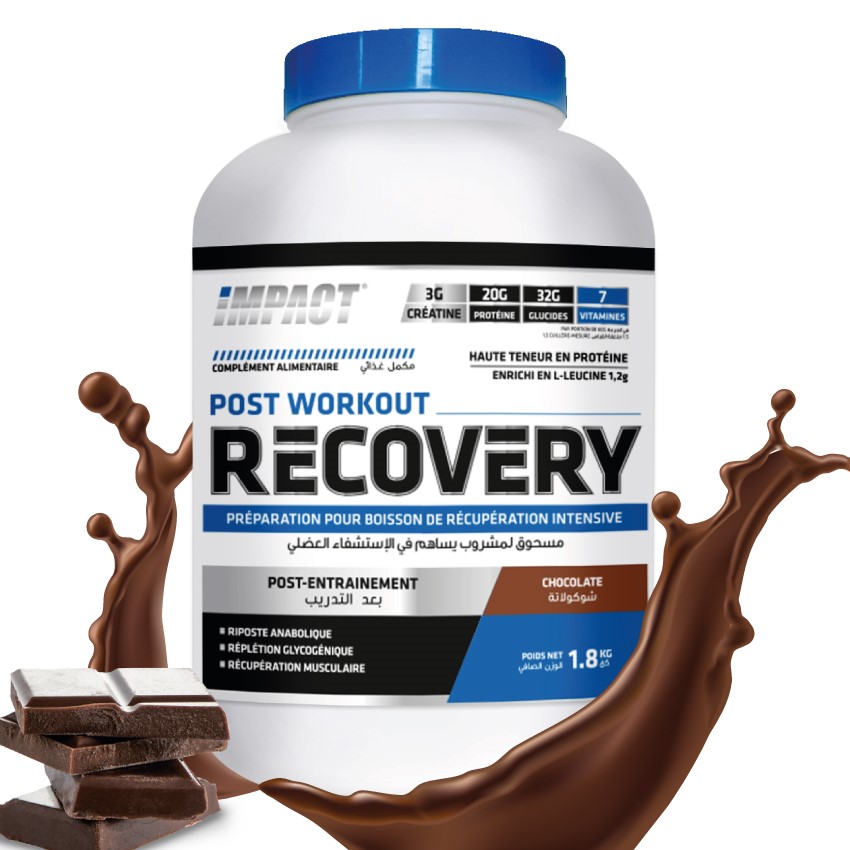 IMPACT®
3G 20G 32G 7
CRÉATINE PROTÉINE GLUCIDES VITAMINES
HAUTE TENEUR EN PROTÉINE
COMPLÉMENT ALIMENTAIRE مكمل غذائي
ENRICHI EN L-LEUCINE 1,2g
POST WORKOUT
RECOVERY
PRÉPARATION POUR BOISSON DE RÉCUPÉRATION INTENSIVE
مسحوق لمشروب يساهم في الإستشفاء العضلي
POST-ENTRAINEMENT
بعد التدريب
CHOCOLATE
شوكولاتة
RIPOSTE ANABOLIQUE
RÉPLÉTION GLYCOGÉNIQUE
RÉCUPÉRATION MUSCULAIRE
POIDS NET 1.8 KG
الوزن الصافي كغ